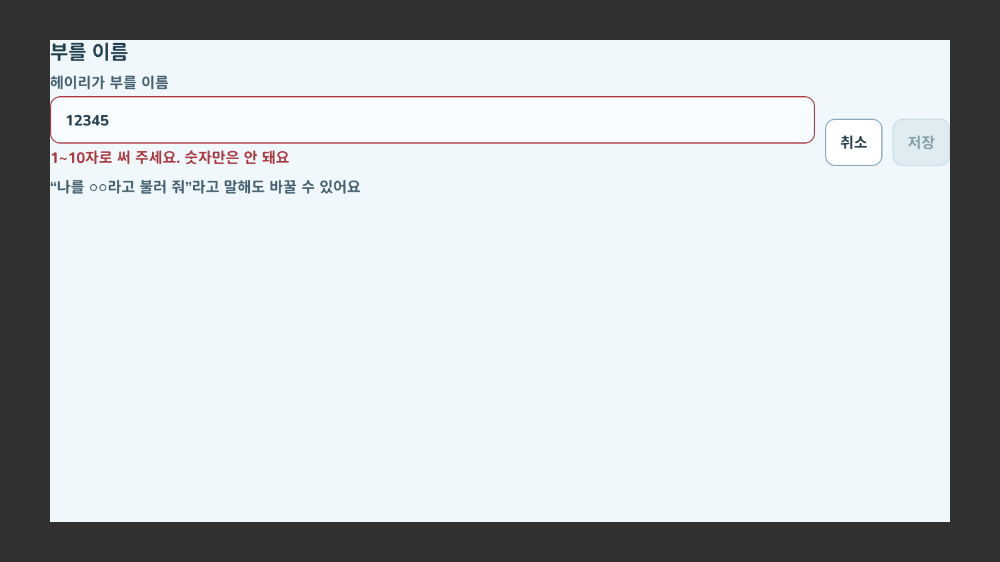 부를 이름
헤이리가 부를 이름
12345
취소
저장
1~10자로 써 주세요. 숫자만은 안 돼요
“나를 ○○라고 불러 줘”라고 말해도 바꿀 수 있어요